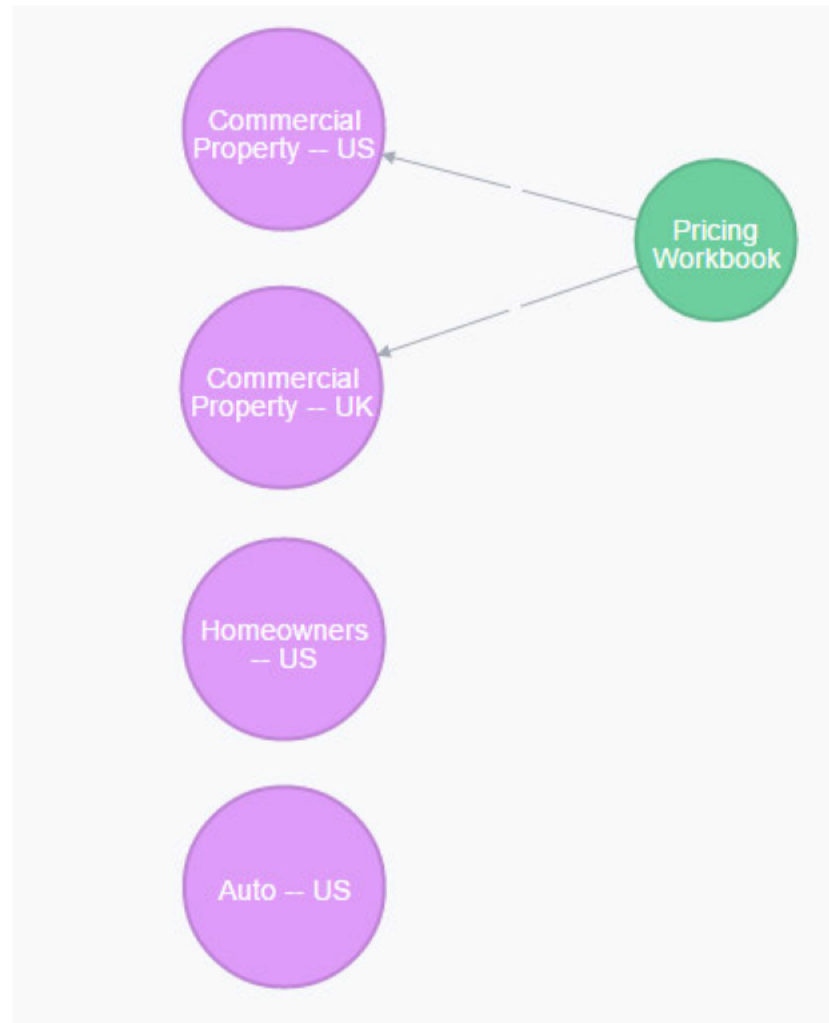 Commercial
Property -- US
Pricing
Workbook
Commercial
Property -- UK
Homeowners
-- US
Auto -- US